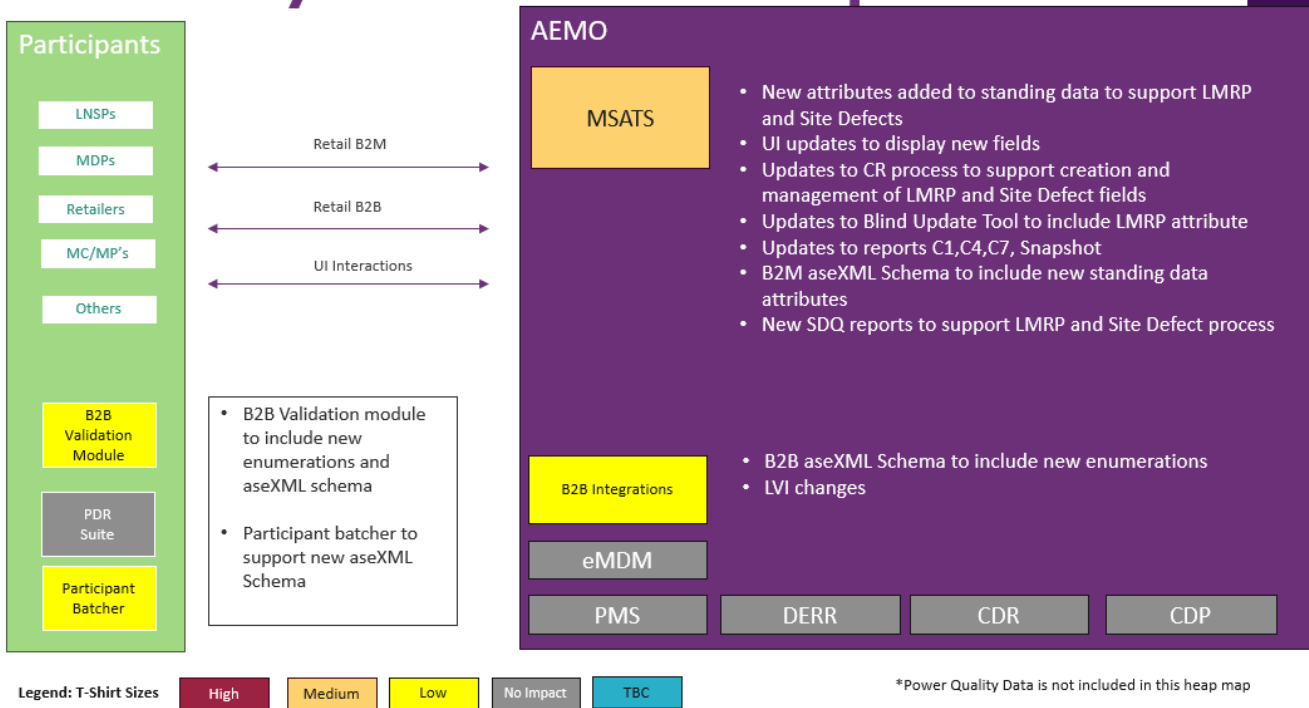 Participants
LNSPs
MDPs
Retailers
MC/MP's
Others
B2B
Validation
Module
PDR
Suite
Participant
Batcher
Retail B2M
Retail B2B
UI Interactions
• B2B Validation module
to include new
enumerations and
aseXML schema
• Participant batcher to
support new aseXML
Schema
AEMO
MSATS
• New attributes added to standing data to support LMRP
and Site Defects
• UI updates to display new fields
• Updates to CR process to support creation and
management of LMRP and Site Defect fields
• Updates to Blind Update Tool to include LMRP attribute
• Updates to reports C1,C4,C7, Snapshot
• B2M aseXML Schema to include new standing data
attributes
• New SDQ reports to support LMRP and Site Defect process
B2B Integrations
• B2B aseXML Schema to include new enumerations
• LVI changes
eMDM
PMS
DERR
CDR
CDP
Legend: T-Shirt Sizes
High
Medium
Low
No Impact
TBC
*Power Quality Data is not included in this heap map